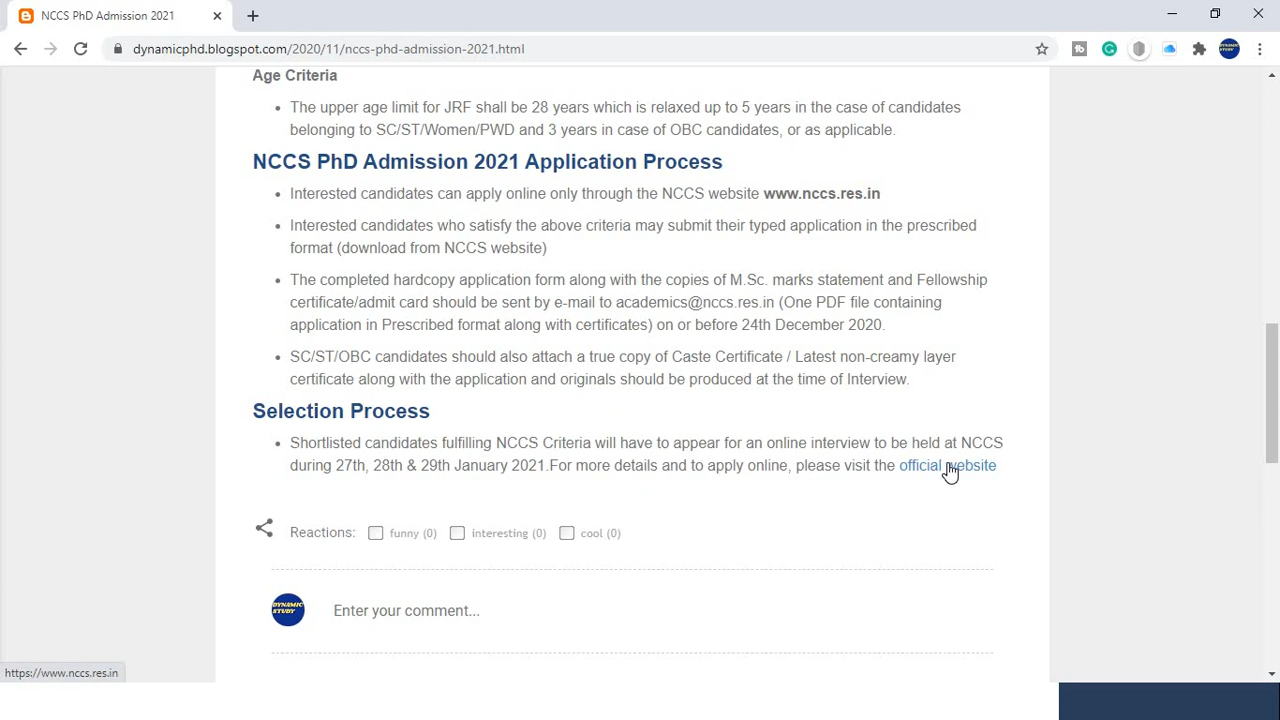 NCCS PhD Admission 2021
dynamicphd.blogspot.com/2020/11/nccs-phd-admission-2021.html
Age Criteria
The upper age limit for JRF shall be 28 years which is relaxed up to 5 years in the case of candidates
belonging to SC/ST/Women/PWD and 3 years in case of OBC candidates, or as applicable.
NCCS PhD Admission 2021 Application Process
Interested candidates can apply online only through the NCCS website www.nccs.res.in
Interested candidates who satisfy the above criteria may submit their typed application in the prescribed
format (download from NCCS website)
The completed hardcopy application form along with the copies of M.Sc. marks statement and Fellowship
certificate/admit card should be sent by e-mail to academics@nccs.res.in (One PDF file containing
application in Prescribed format along with certificates) on or before 24th December 2020.
SC/ST/OBC candidates should also attach a true copy of Caste Certificate / Latest non-creamy layer
certificate along with the application and originals should be produced at the time of Interview.
Selection Process
Shortlisted candidates fulfilling NCCS Criteria will have to appear for an online interview to be held at NCCS
during 27th, 28th & 29th January 2021.For more details and to apply online, please visit the official website
Reactions: funny (0) interesting (0) cool (0)
DYNAMIC
STUDY
Enter your comment...
https://www.nccs.res.in